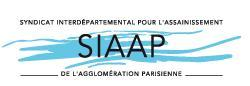 SYNDICAT INTERDÉPARTEMENTAL POUR L'ASSAINISSEMENT
SIAAP
DE L'AGGLOMÉRATION PARISIENNE